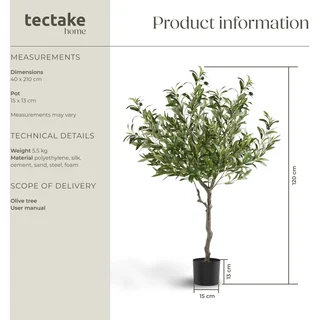 tectake
home
Product information
MEASUREMENTS
Dimensions
40 x 210 cm
Pot
15 x 13 cm
Measurements may vary
TECHNICAL DETAILS
Weight 5.5 kg
Material polyethylene, silk,
cement, sand, steel, foam
SCOPE OF DELIVERY
Olive tree
User manual
120 cm
13 cm
15 cm